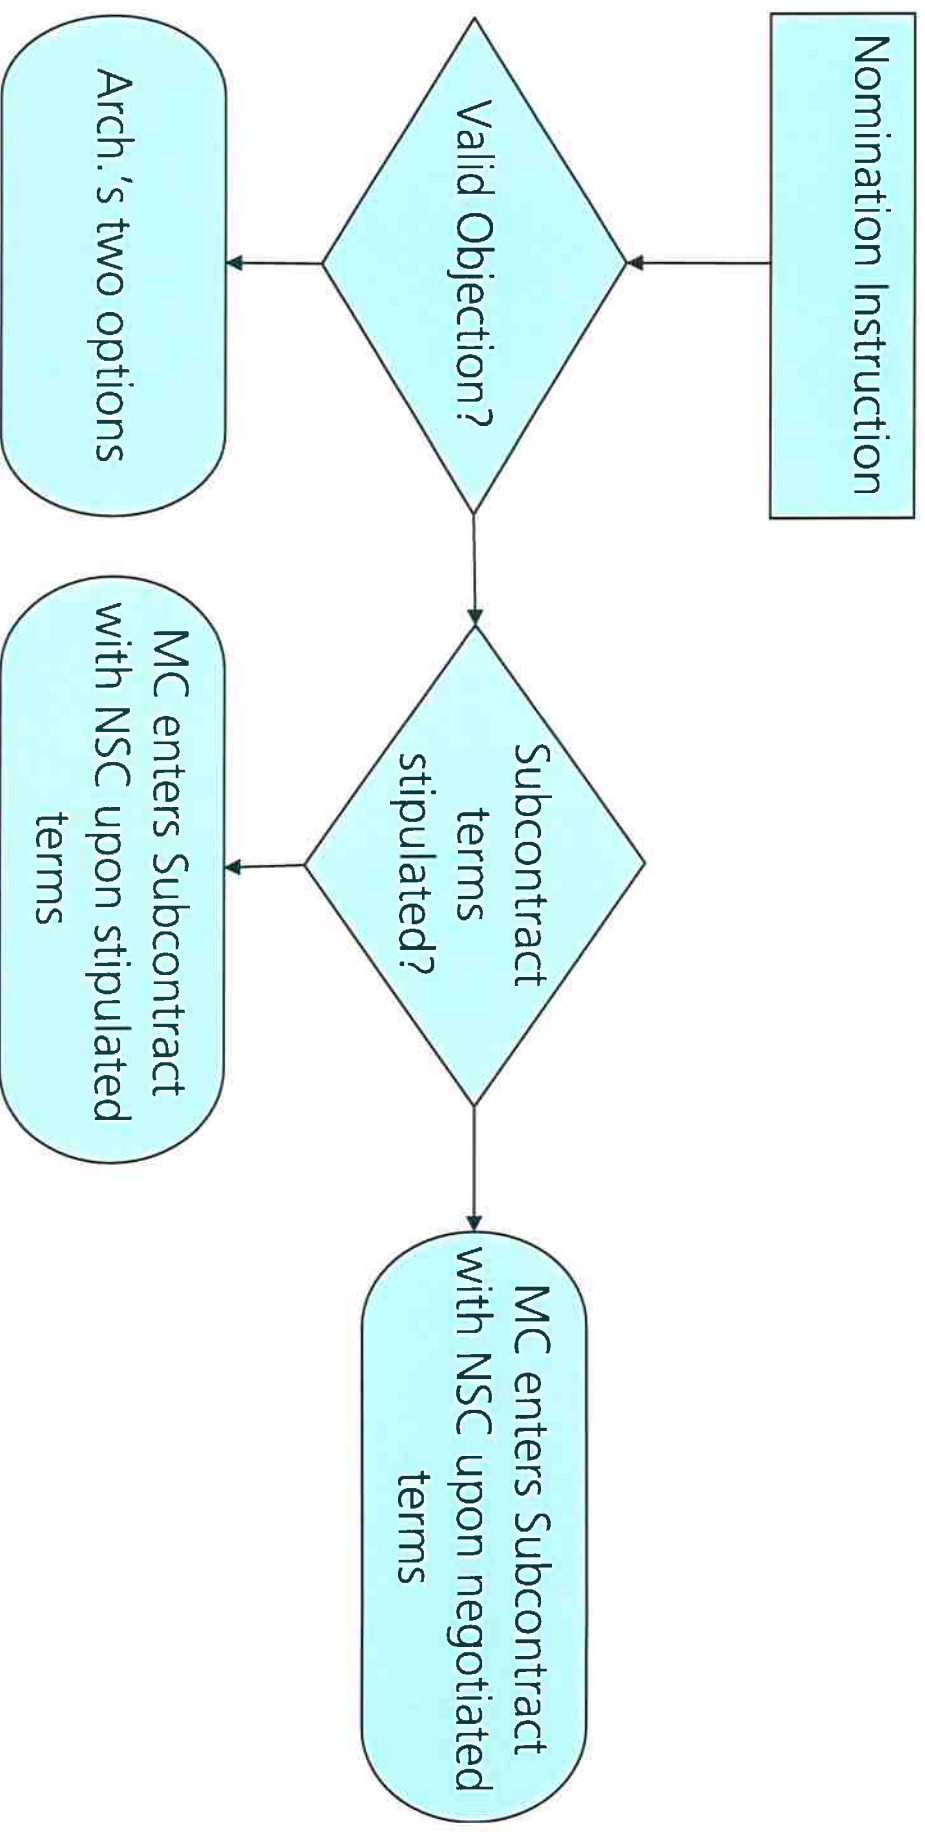 Nomination Instruction
Valid Objection?
Subcontract
terms
stipulated?
MC enters Subcontract
with NSC upon negotiated
terms
Arch.'s two options
MC enters Subcontract
with NSC upon stipulated
terms